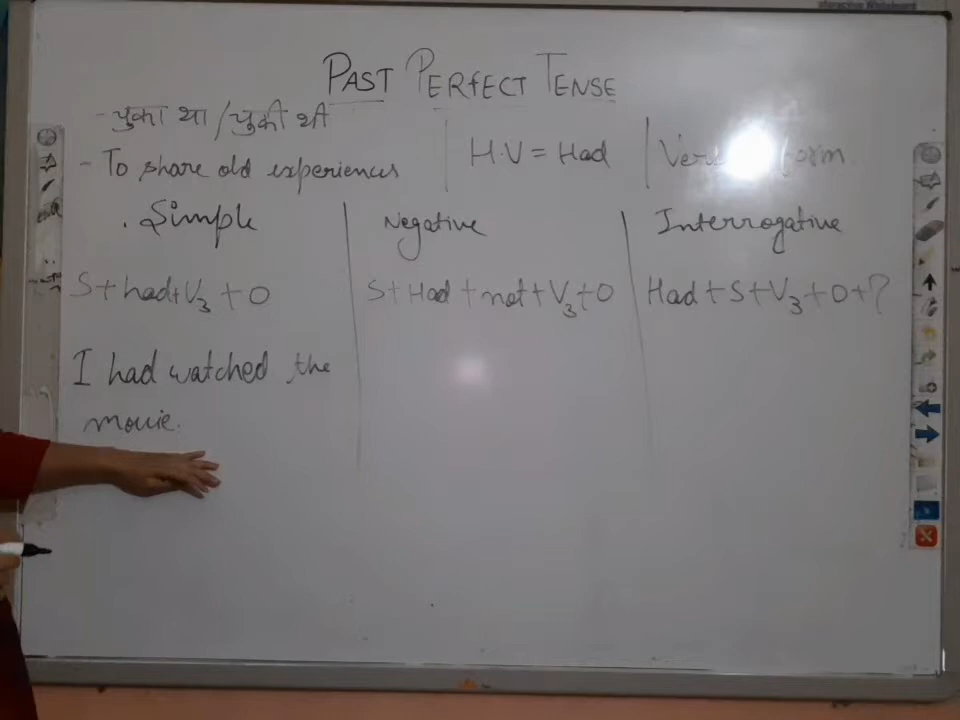 PAST PERFECT TENSE
- चुका था / चुकी थी
- To share old experiences
H.V = Had
form
. Simple
S + had + V3 + O
I had watched the
movie.
Negative
S + Had + not + V3 + O
Interrogative
Had + S + V3 + O + ?